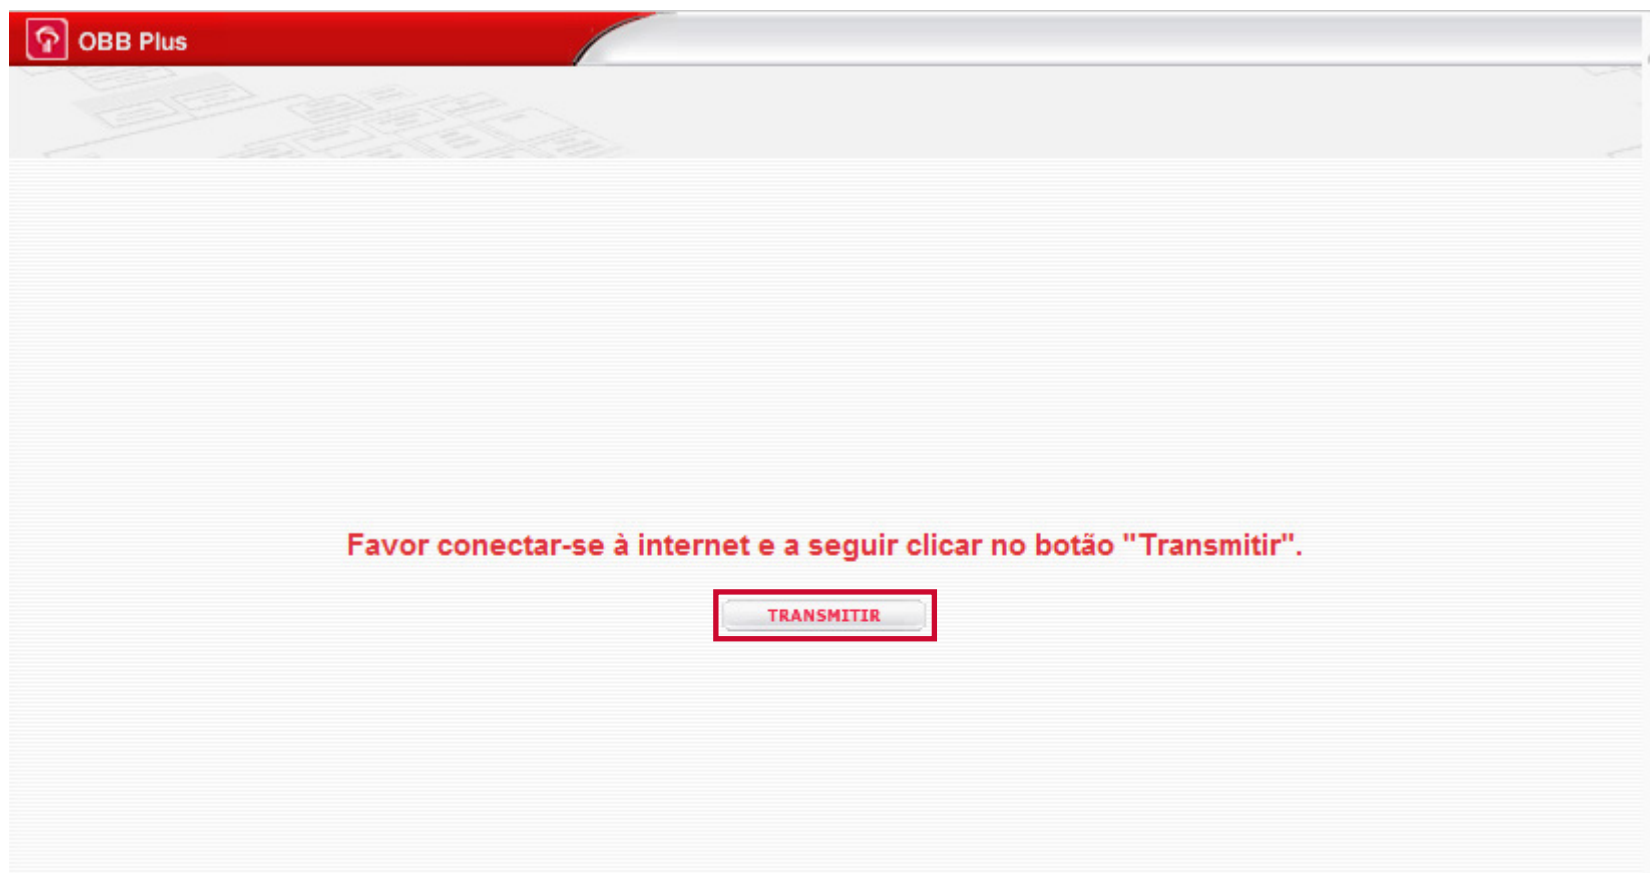 OBB Plus
Favor conectar-se à internet e a seguir clicar no botão "Transmitir".
TRANSMITIR